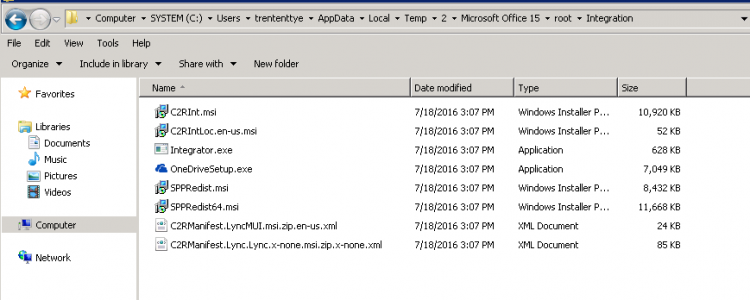 Computer SYSTEM (C:) Users trententtye AppData Local Temp 2 Microsoft Office 15 root Integration
File Edit View Tools Help
Organize Include in library Share with New folder
Favorites
Libraries
Documents
Music
Pictures
Videos
Computer
Network
Name Date modified Type Size
C2RInt.msi 7/18/2016 3:07 PM Windows Installer P... 10,920 KB
C2RIntLoc.en-us.msi 7/18/2016 3:07 PM Windows Installer P... 52 KB
Integrator.exe 7/18/2016 3:07 PM Application 628 KB
OneDriveSetup.exe 7/18/2016 3:07 PM Application 7,049 KB
SPPRedist.msi 7/18/2016 3:07 PM Windows Installer P... 8,432 KB
SPPRedist64.msi 7/18/2016 3:07 PM Windows Installer P... 11,668 KB
C2RManifest.LyncMUI.msi.zip.en-us.xml 7/18/2016 3:07 PM XML Document 24 KB
C2RManifest.Lync.Lync.x-none.msi.zip.x-none.xml 7/18/2016 3:07 PM XML Document 85 KB